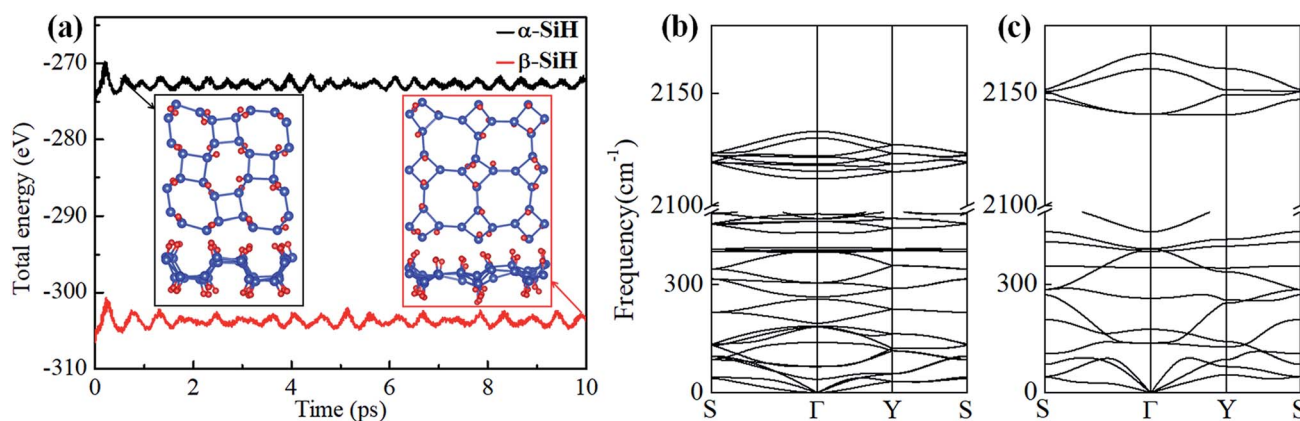 (a)
α-SiH
β-SiH
-270
-280
-290
-300
-310
Total energy (eV)
0 2 4 6 8 10
Time (ps)
(b)
2150
2100
300
0
Frequency(cm⁻¹)
S Γ Y S
(c)
2150
2100
300
0
S Γ Y S